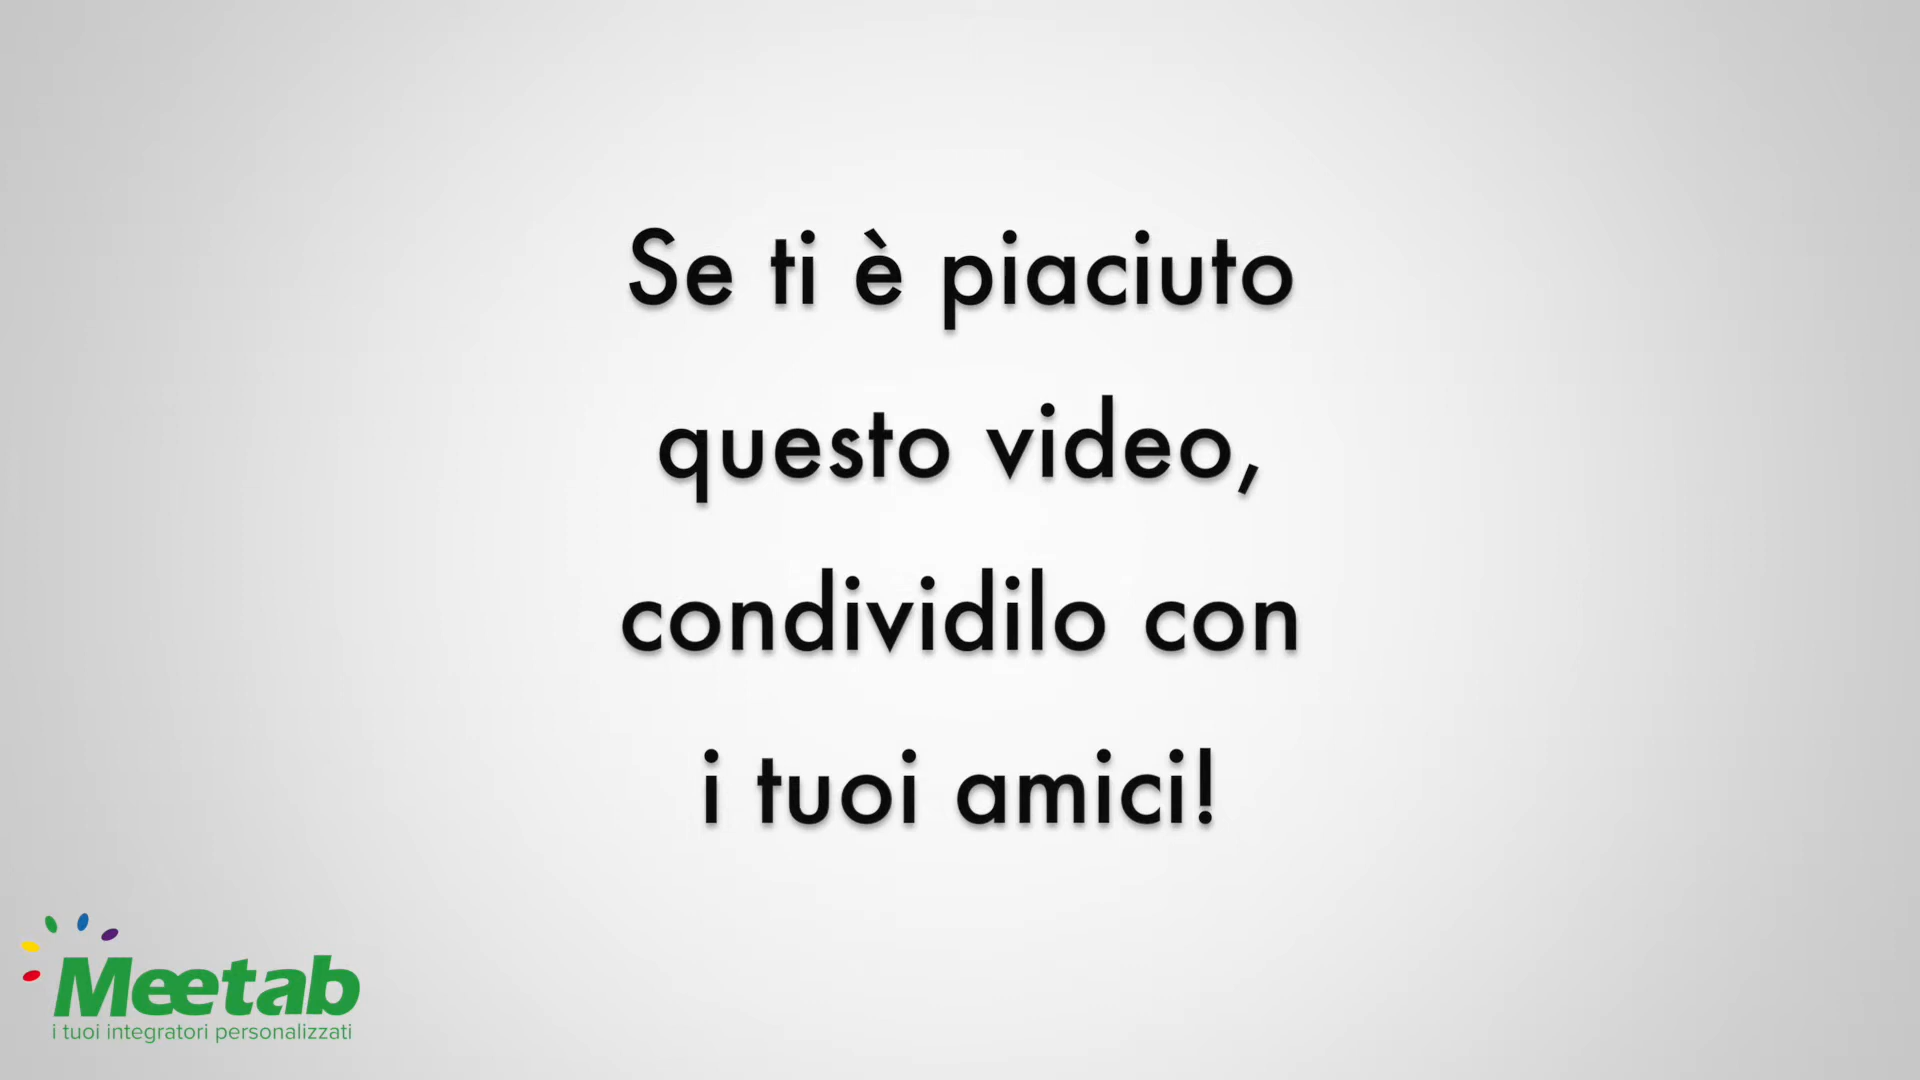 Se ti è piaciuto
questo video,
condividilo con
i tuoi amici!
Meetab
i tuoi integratori personalizzati